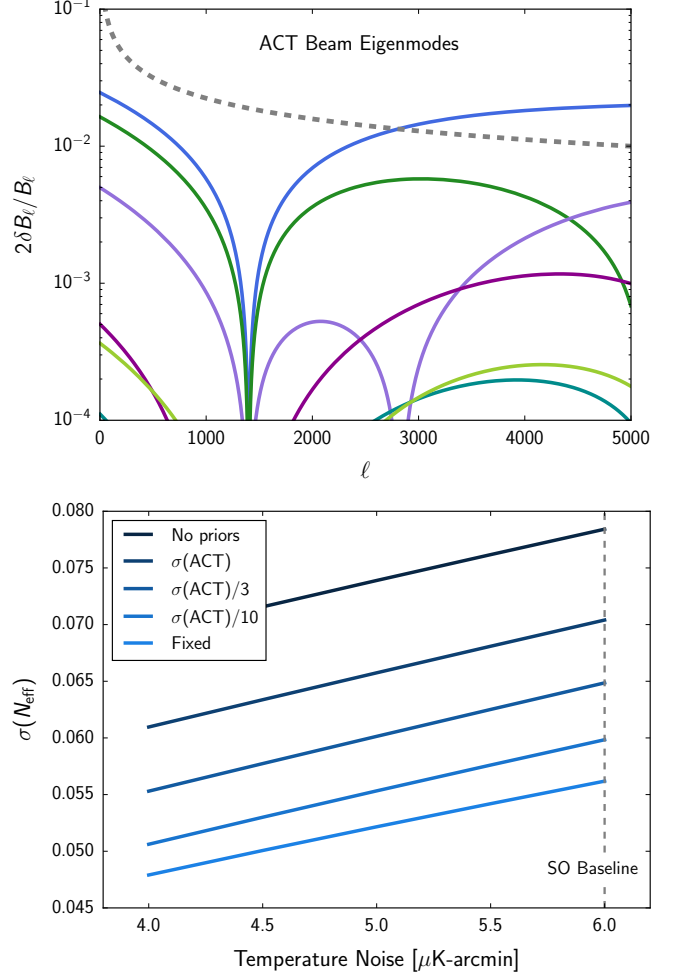 ACT Beam Eigenmodes
2δBℓ/Bℓ
10⁻¹
10⁻²
10⁻³
10⁻⁴
0 1000 2000 3000 4000 5000
ℓ
0.080
0.075
0.070
0.065
0.060
0.055
0.050
0.045
σ(N_eff)
No priors
σ(ACT)
σ(ACT)/3
σ(ACT)/10
Fixed
SO Baseline
4.0 4.5 5.0 5.5 6.0
Temperature Noise [μK-arcmin]